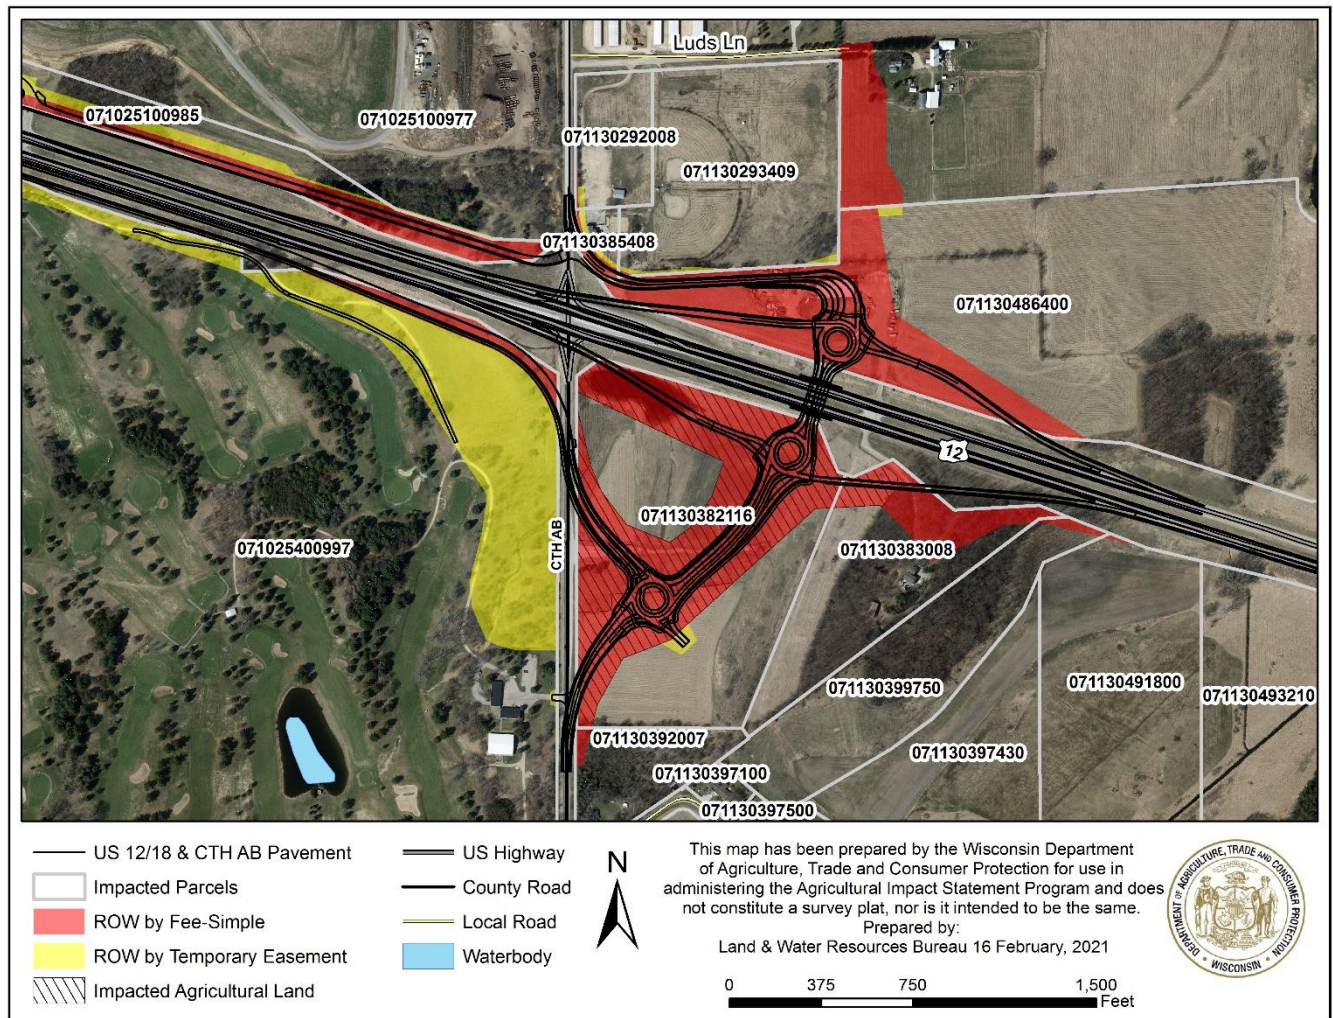 Luds Ln
071025100985
071025100977
071130292008
071130293409
071130385408
071130486400
12
071130382116
CTH AB
071025400997
071130383008
071130399750
071130491800
071130493210
071130392007
071130397430
071130397100
071130397500
US 12/18 & CTH AB Pavement
Impacted Parcels
ROW by Fee-Simple
ROW by Temporary Easement
Impacted Agricultural Land
US Highway
County Road
Local Road
Waterbody
N
This map has been prepared by the Wisconsin Department
of Agriculture, Trade and Consumer Protection for use in
administering the Agricultural Impact Statement Program and does
not constitute a survey plat, nor is it intended to be the same.
Prepared by:
Land & Water Resources Bureau 16 February, 2021
0 375 750 1,500
Feet
DEPARTMENT OF AGRICULTURE, TRADE AND CONSUMER PROTECTION
WISCONSIN